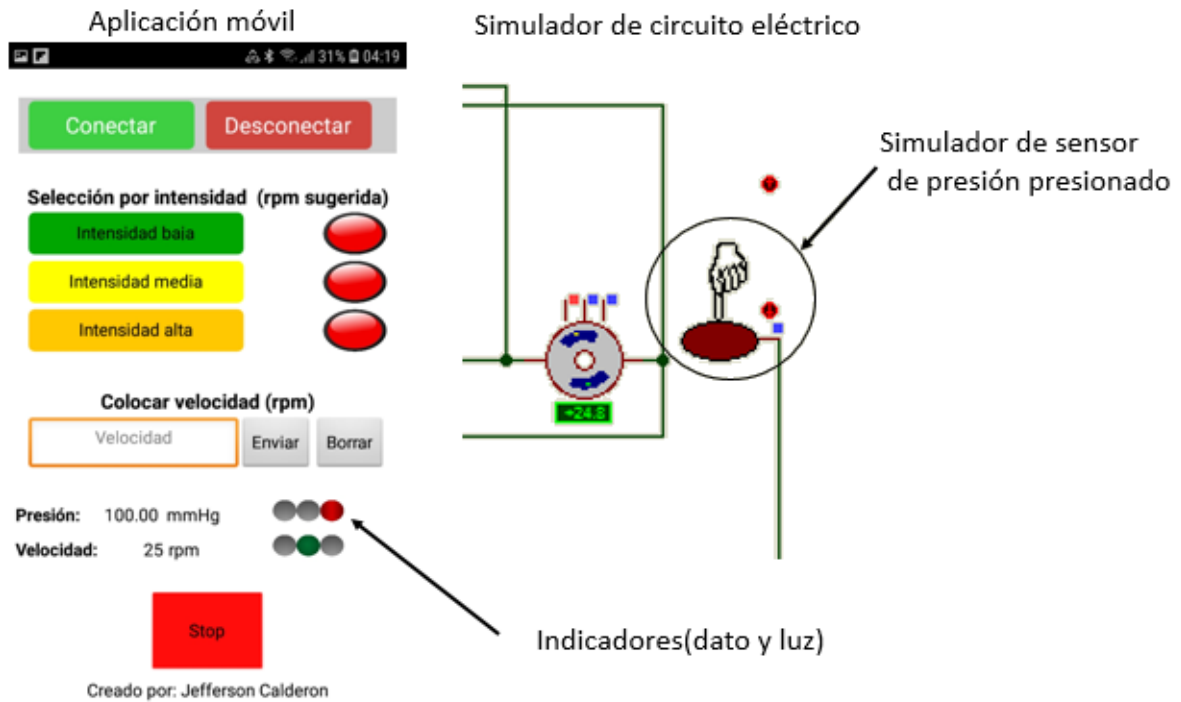 Aplicación móvil
Simulador de circuito eléctrico
31% 04:19
Conectar
Desconectar
Simulador de sensor
de presión presionado
Selección por intensidad (rpm sugerida)
Intensidad baja
Intensidad media
Intensidad alta
+24.8
Colocar velocidad (rpm)
Velocidad
Enviar
Borrar
Presión: 100.00 mmHg
Velocidad: 25 rpm
Stop
Indicadores(dato y luz)
Creado por: Jefferson Calderon